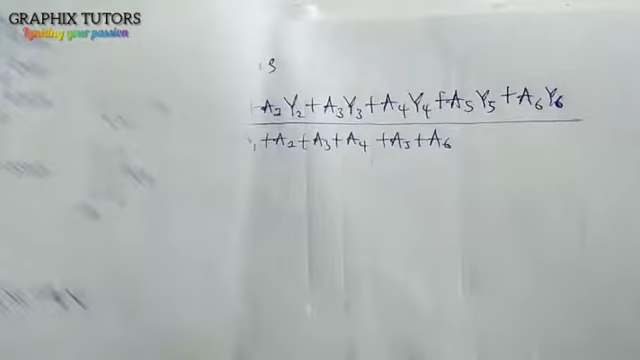 GRAPHIX TUTORS
Igniting your passion
A₂Y₂+A₃Y₃+A₄Y₄+A₅Y₅+A₆Y₆
+A₂+A₃+A₄+A₅+A₆